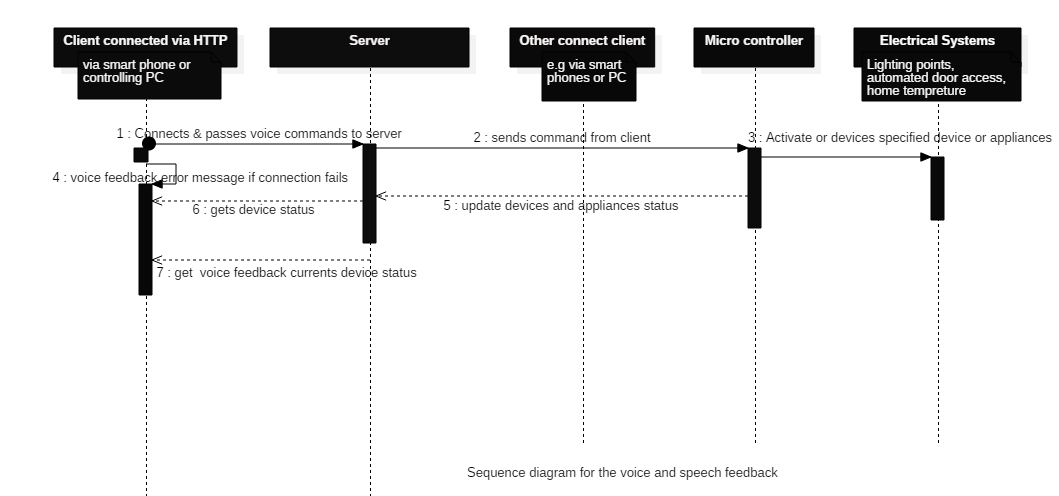 Client connected via HTTP
via smart phone or
controlling PC
Server
Other connect client
e.g via smart
phones or PC
Micro controller
Electrical Systems
Lighting points,
automated door access,
home tempreture
1 : Connects & passes voice commands to server
2 : sends command from client
3 : Activate or devices specified device or appliances
4 : voice feedback error message if connection fails
5 : update devices and appliances status
6 : gets device status
7 : get  voice feedback currents device status
Sequence diagram for the voice and speech feedback